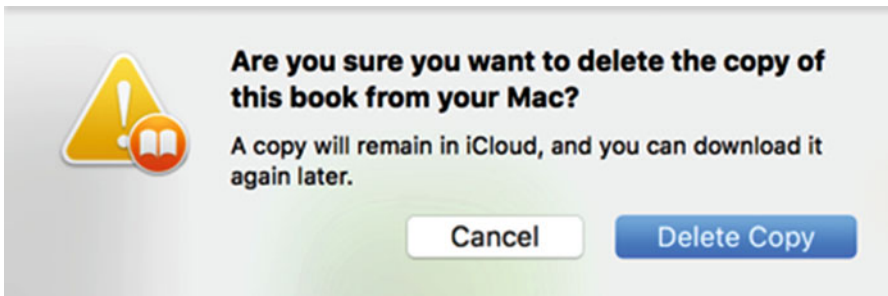 Are you sure you want to delete the copy of
this book from your Mac?
A copy will remain in iCloud, and you can download it
again later.
Cancel
Delete Copy